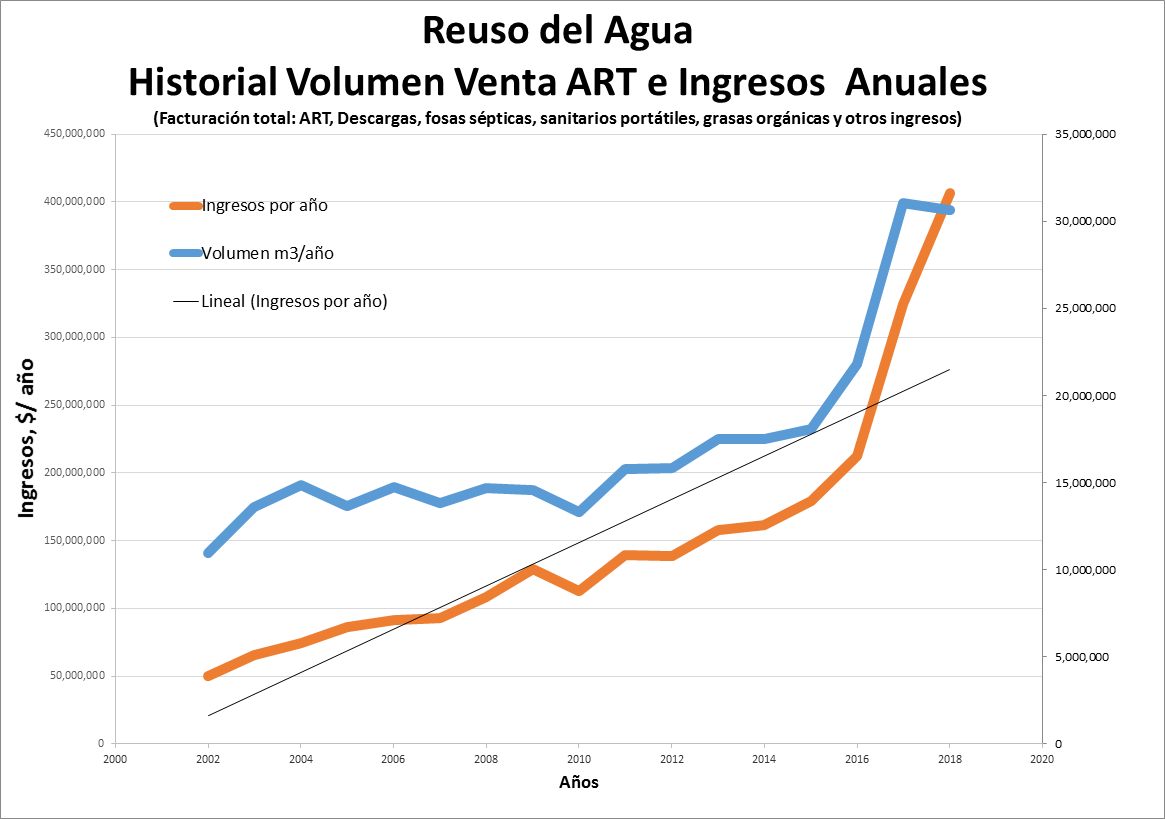 Reuso del Agua
Historial Volumen Venta ART e Ingresos  Anuales
(Facturación total: ART, Descargas, fosas sépticas, sanitarios portátiles, grasas orgánicas y otros ingresos)
450,000,000
400,000,000
350,000,000
300,000,000
250,000,000
200,000,000
150,000,000
100,000,000
50,000,000
0
Ingresos, $/ año
Ingresos por año
Volumen m3/año
Lineal (Ingresos por año)
35,000,000
30,000,000
25,000,000
20,000,000
15,000,000
10,000,000
5,000,000
0
2000 2002 2004 2006 2008 2010 2012 2014 2016 2018 2020
Años